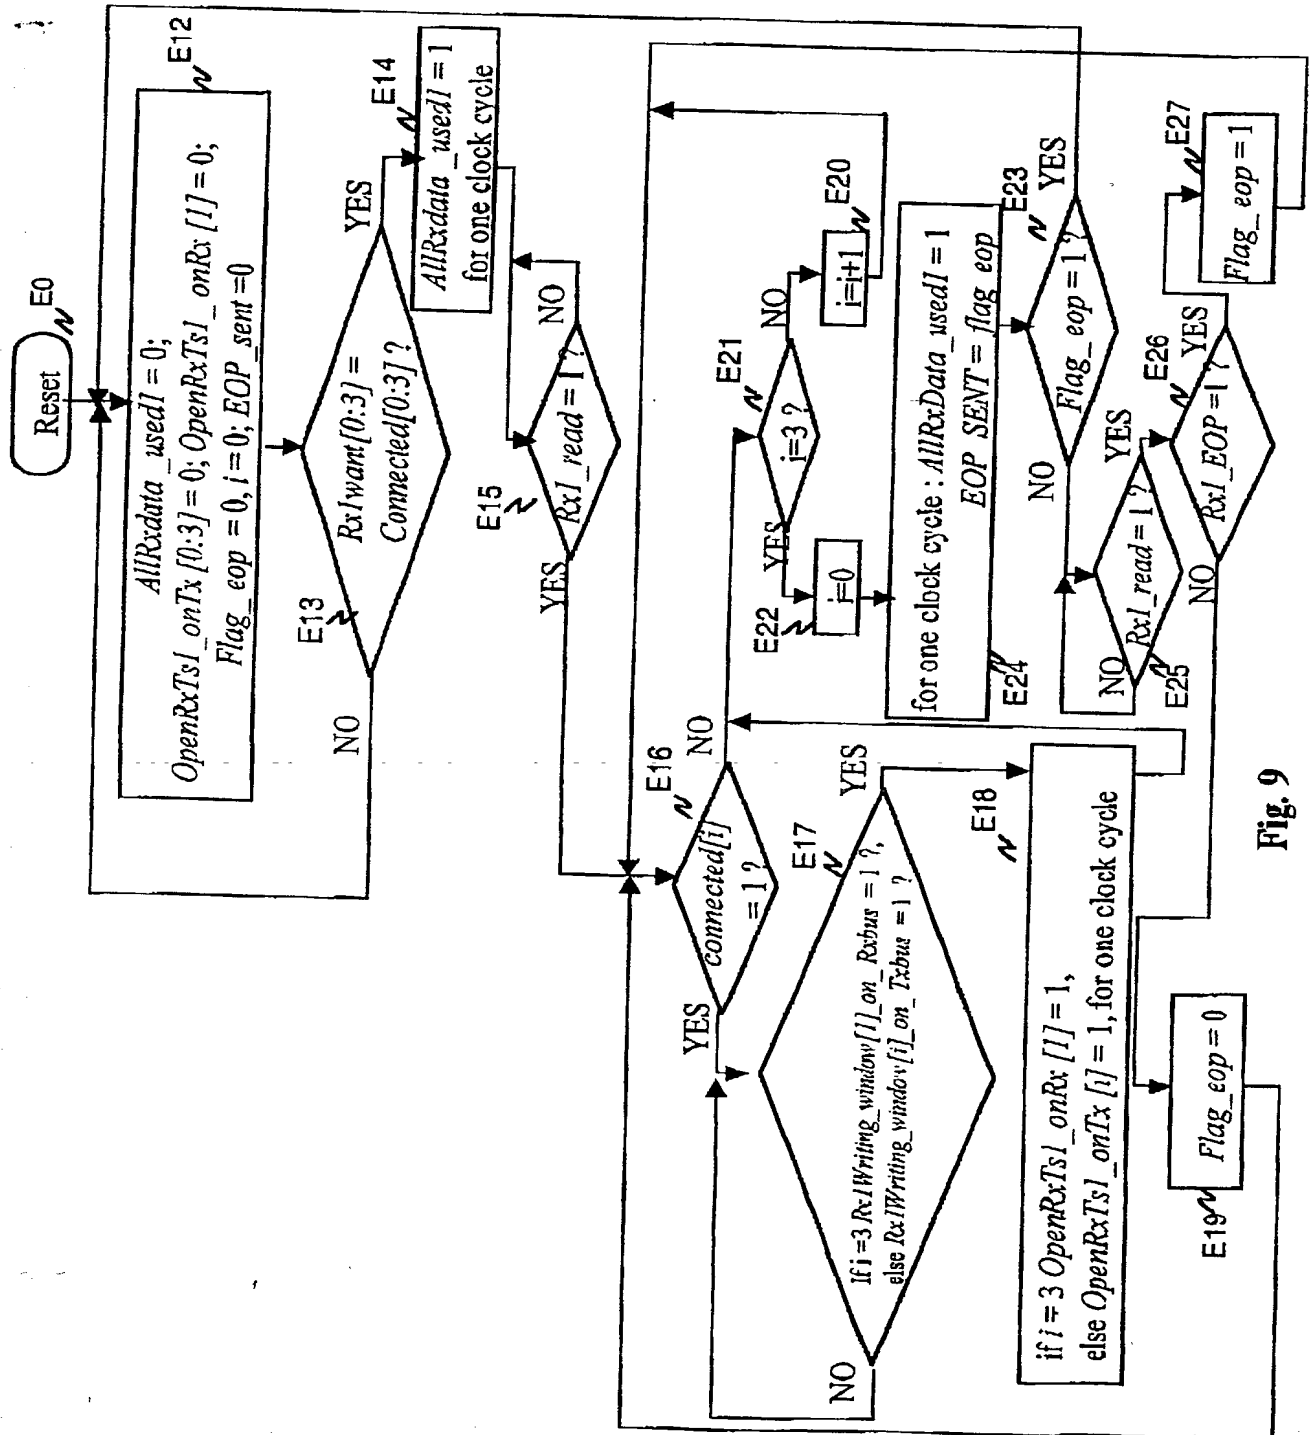 Reset
E0
E12
AllRxdata_used1 = 0;
OpenRxTs1_onTx [0:3] = 0; OpenRxTs1_onRx [1] = 0;
Flag_eop = 0, i = 0; EOP_sent =0
E13
Rx1want[0:3] =
Connected[0:3] ?
YES
NO
E14
AllRxdata_used1 = 1
for one clock cycle
E15
Rx1_read = 1 ?
NO
YES
E16
connected[i]
= 1 ?
NO
YES
E17
If i =3 Rx1Writing_window[1]_on_Rxbus = 1 ?,
else Rx1Writing_window[i]_on_Txbus = 1 ?
YES
NO
E18
if i = 3 OpenRxTs1_onRx [1] = 1,
else OpenRxTs1_onTx [i] = 1, for one clock cycle
E21
i=3 ?
NO
YES
E20
i=i+1
E22
i=0
for one clock cycle : AllRxData_used1 = 1
EOP_SENT = flag_eop
E24
E23
Flag_eop = 1 ?
YES
NO
E25
Rx1_read = 1 ?
YES
NO
E26
Rx1_EOP = 1 ?
YES
NO
E27
Flag_eop = 1
E19
Flag_eop = 0
Fig. 9